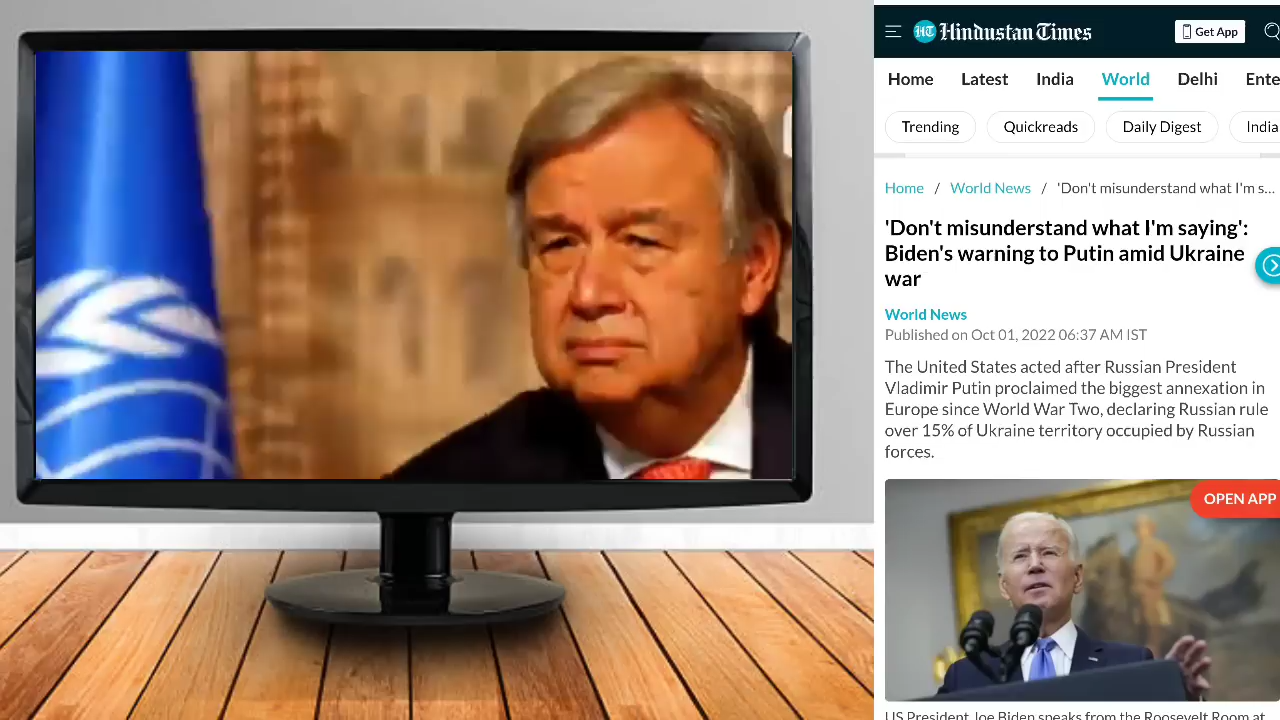 HT Hindustan Times
Get App
Home Latest India World Delhi Ente
Trending Quickreads Daily Digest India
Home / World News / 'Don't misunderstand what I'm s...
'Don't misunderstand what I'm saying':
Biden's warning to Putin amid Ukraine
war
World News
Published on Oct 01, 2022 06:37 AM IST
The United States acted after Russian President
Vladimir Putin proclaimed the biggest annexation in
Europe since World War Two, declaring Russian rule
over 15% of Ukraine territory occupied by Russian
forces.
OPEN APP
US President Joe Biden speaks from the Roosevelt Room at